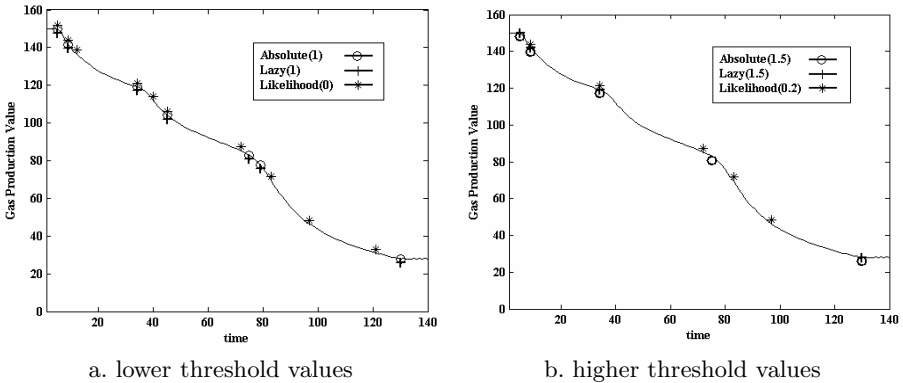 160
140
120
100
80
60
40
20
0
Gas Production Value
20 40 60 80 100 120 140
time
Absolute(1)
Lazy(1)
Likelihood(0)
a. lower threshold values
160
140
120
100
80
60
40
20
0
Gas Production Value
20 40 60 80 100 120 140
time
Absolute(1.5)
Lazy(1.5)
Likelihood(0.2)
b. higher threshold values